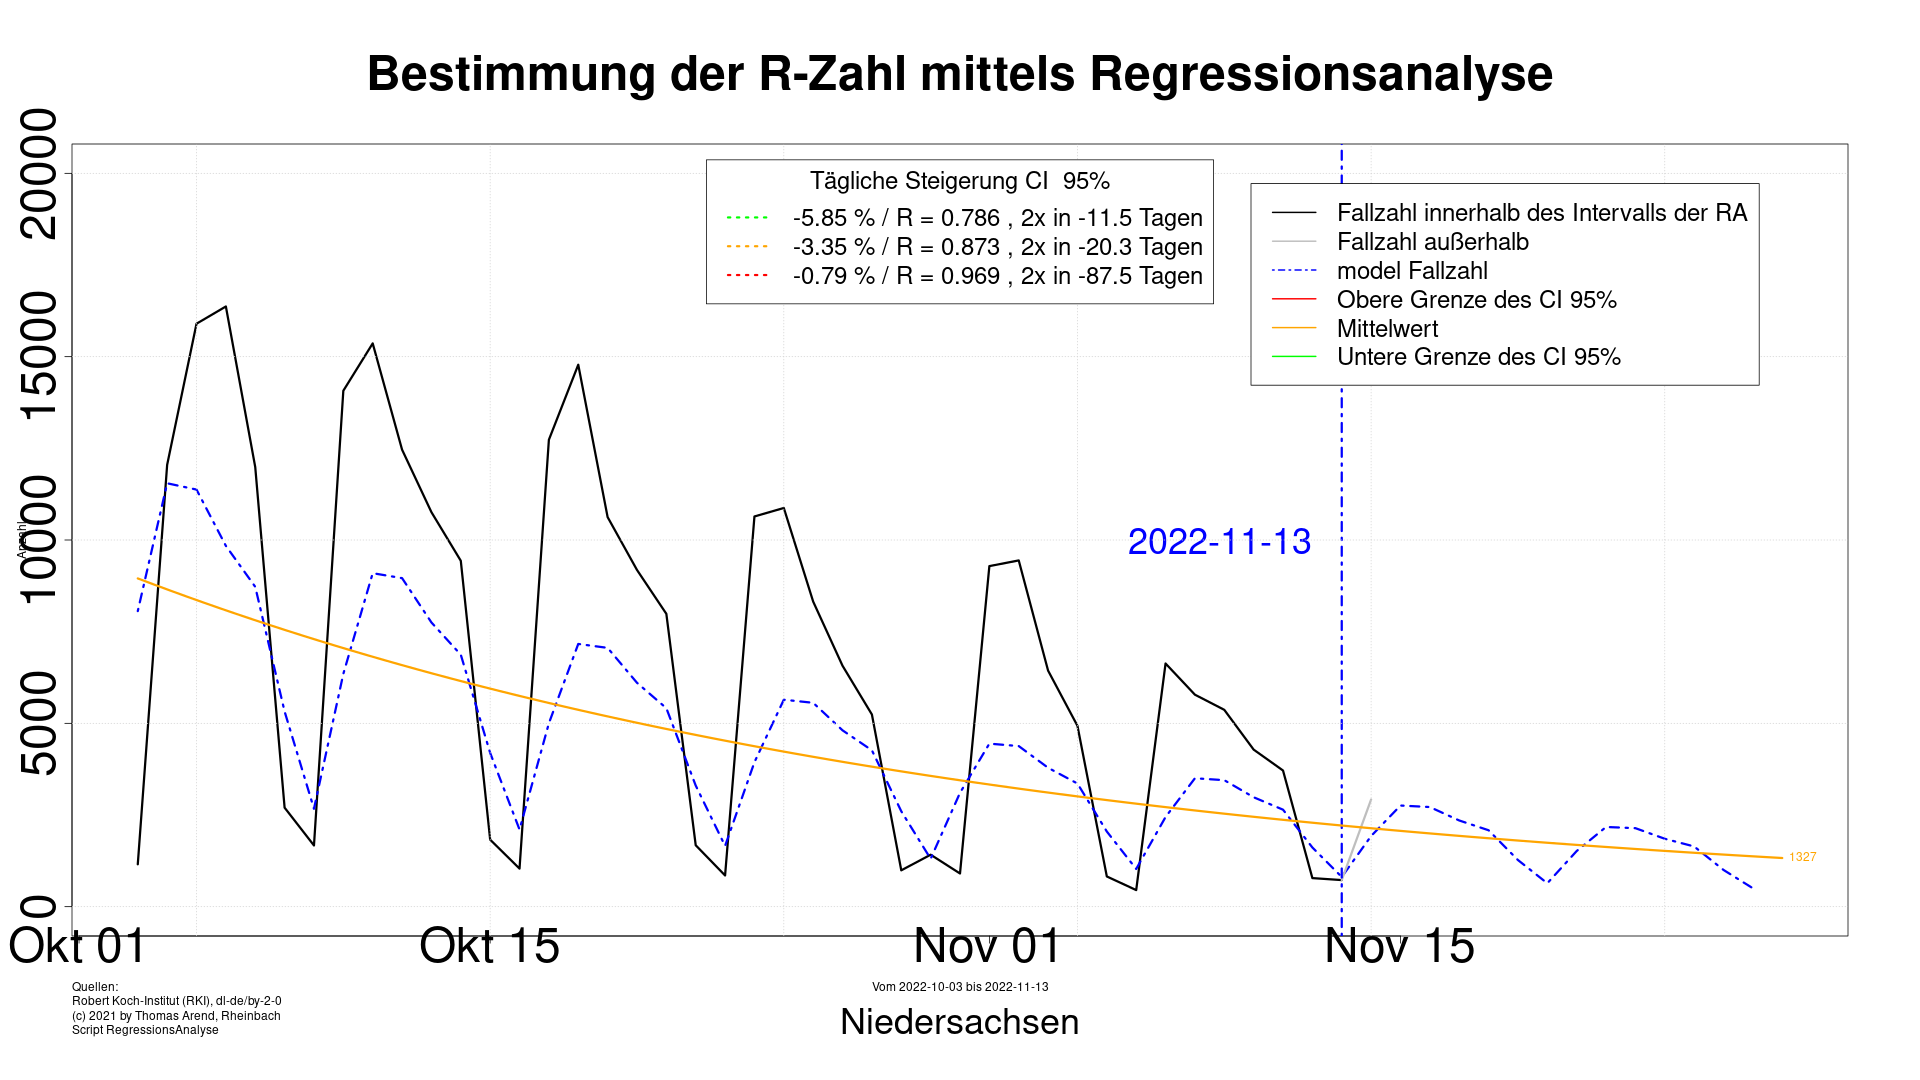 Bestimmung der R-Zahl mittels Regressionsanalyse
20000
15000
10000
5000
0
Anzahl
Tägliche Steigerung CI 95%
-5.85 % / R = 0.786 , 2x in -11.5 Tagen
-3.35 % / R = 0.873 , 2x in -20.3 Tagen
-0.79 % / R = 0.969 , 2x in -87.5 Tagen
Fallzahl innerhalb des Intervalls der RA
Fallzahl außerhalb
model Fallzahl
Obere Grenze des CI 95%
Mittelwert
Untere Grenze des CI 95%
2022-11-13
1327
Okt 01 Okt 15 Nov 01 Nov 15
Quellen:
Robert Koch-Institut (RKI), dl-de/by-2-0
(c) 2021 by Thomas Arend, Rheinbach
Script RegressionsAnalyse
Vom 2022-10-03 bis 2022-11-13
Niedersachsen